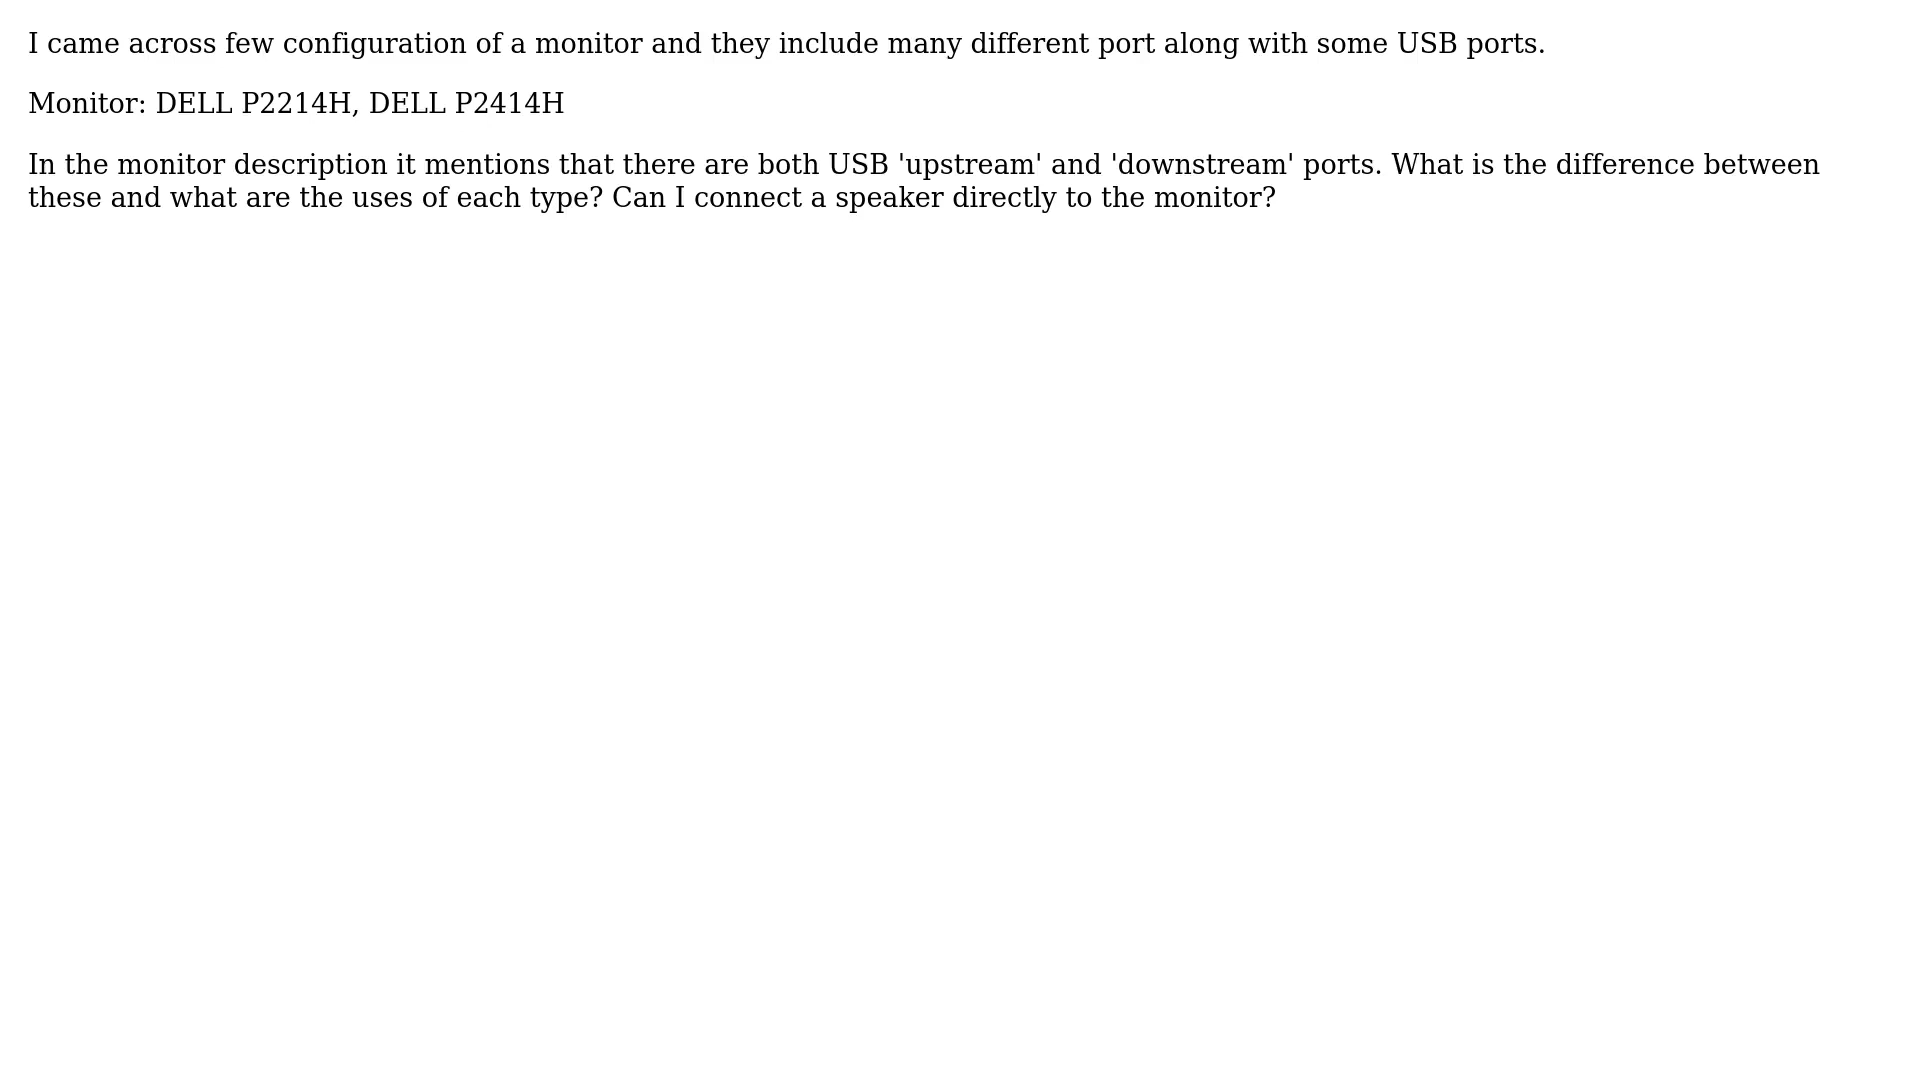 I came across few configuration of a monitor and they include many different port along with some USB ports.
Monitor: DELL P2214H, DELL P2414H
In the monitor description it mentions that there are both USB 'upstream' and 'downstream' ports. What is the difference between
these and what are the uses of each type? Can I connect a speaker directly to the monitor?